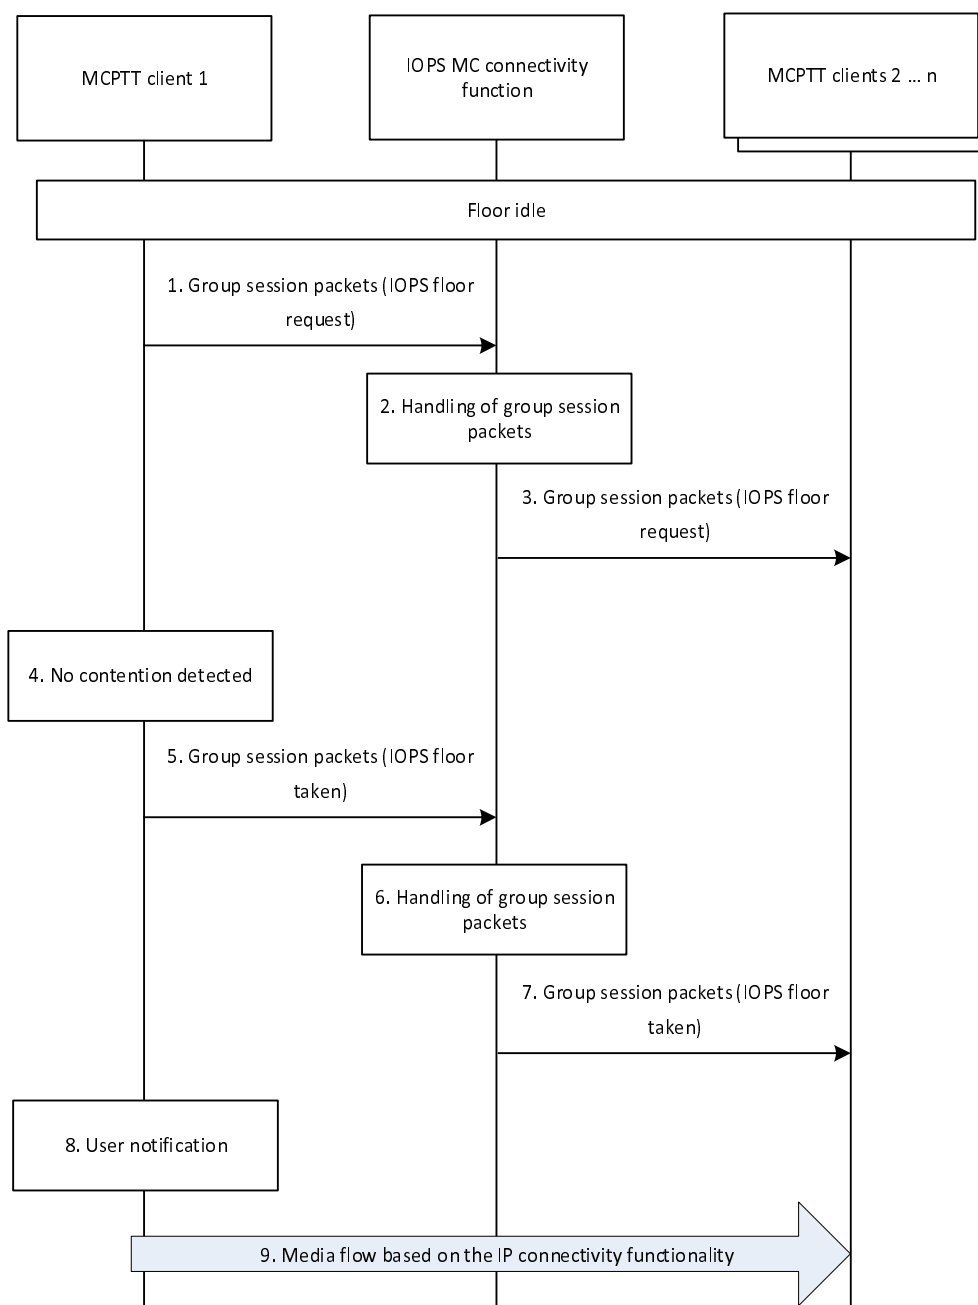 MCPTT client 1
IOPS MC connectivity
function
MCPTT clients 2 ... n
Floor idle
1. Group session packets (IOPS floor
request)
2. Handling of group session
packets
3. Group session packets (IOPS floor
request)
4. No contention detected
5. Group session packets (IOPS floor
taken)
6. Handling of group session
packets
7. Group session packets (IOPS floor
taken)
8. User notification
9. Media flow based on the IP connectivity functionality